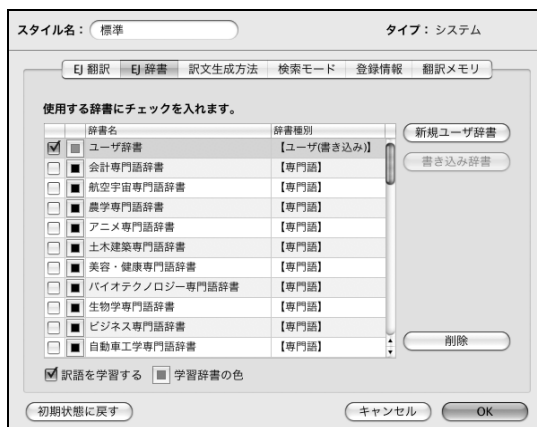 スタイル名： 標準 タイプ：システム
EJ 翻訳 EJ 辞書 訳文生成方法 検索モード 登録情報 翻訳メモリ
使用する辞書にチェックを入れます。
辞書名 辞書種別
ユーザ辞書 【ユーザ(書き込み)】 新規ユーザ辞書
会計専門語辞書 【専門語】 書き込み辞書
航空宇宙専門語辞書 【専門語】
農学専門語辞書 【専門語】
アニメ専門語辞書 【専門語】
土木建築専門語辞書 【専門語】
美容・健康専門語辞書 【専門語】
バイオテクノロジー専門語辞書 【専門語】
生物学専門語辞書 【専門語】
ビジネス専門語辞書 【専門語】
自動車工学専門語辞書 【専門語】 削除
訳語を学習する 学習辞書の色
初期状態に戻す キャンセル OK